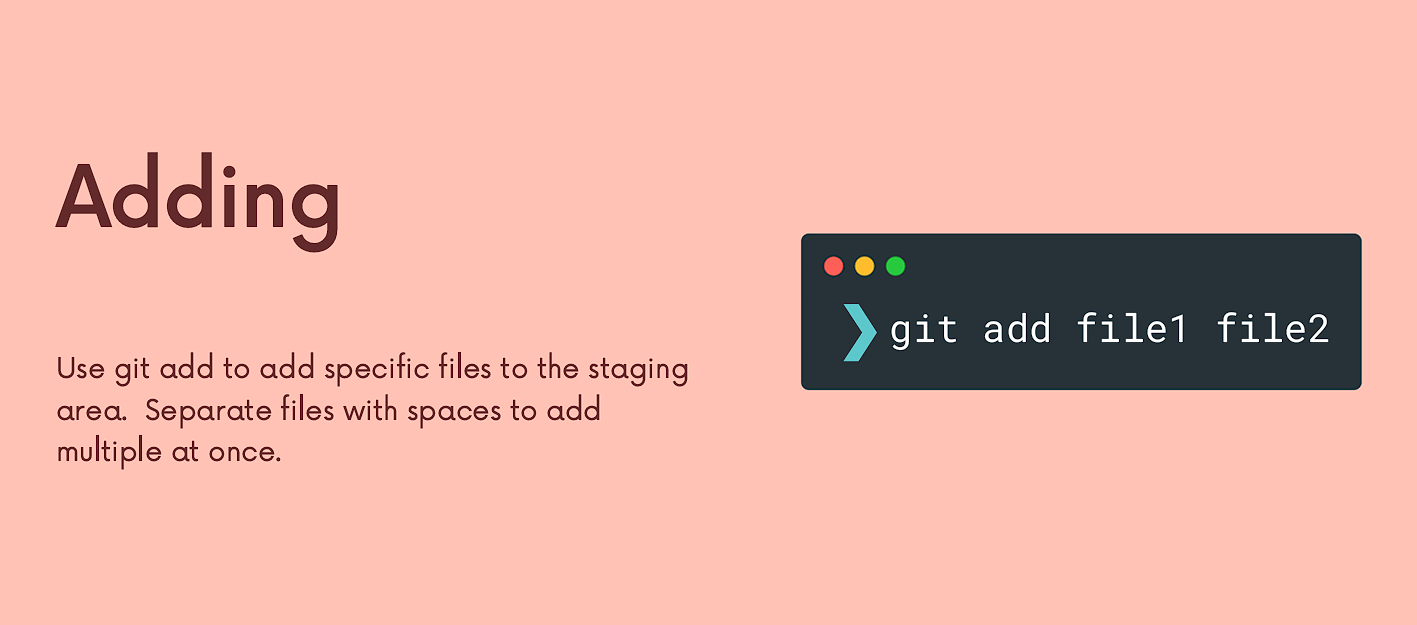 Adding
Use git add to add specific files to the staging
area.  Separate files with spaces to add
multiple at once.
❯ git add file1 file2